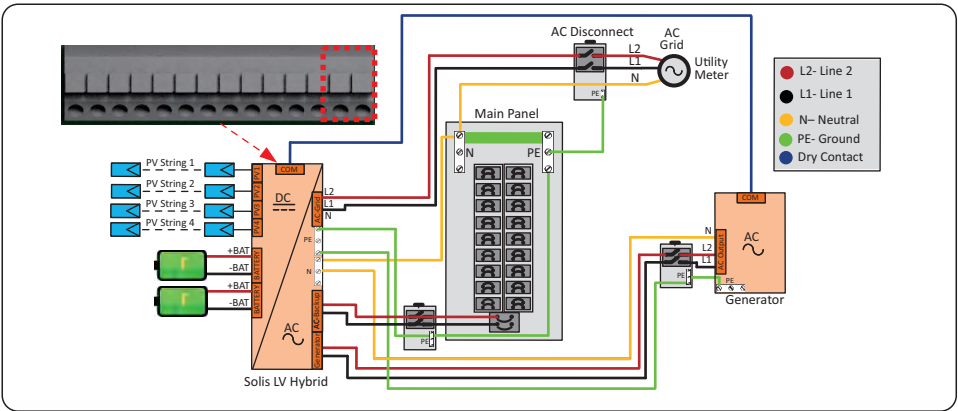 AC Disconnect
AC
Grid
Utility
Meter
L2
L1
N
PE
L2- Line 2
L1- Line 1
N– Neutral
PE- Ground
Dry Contact
Main Panel
N
PE
COM
DC
PV1
PV2
PV3
PV4
PV String 1
PV String 2
PV String 3
PV String 4
AC-Grid
L2
L1
N
PE
N
+BAT
-BAT
+BAT
-BAT
BATTERY
BATTERY
AC-Backup
Generator
AC
Solis LV Hybrid
PE
COM
AC
AC Output
N
L2
L1
PE
PE
Generator